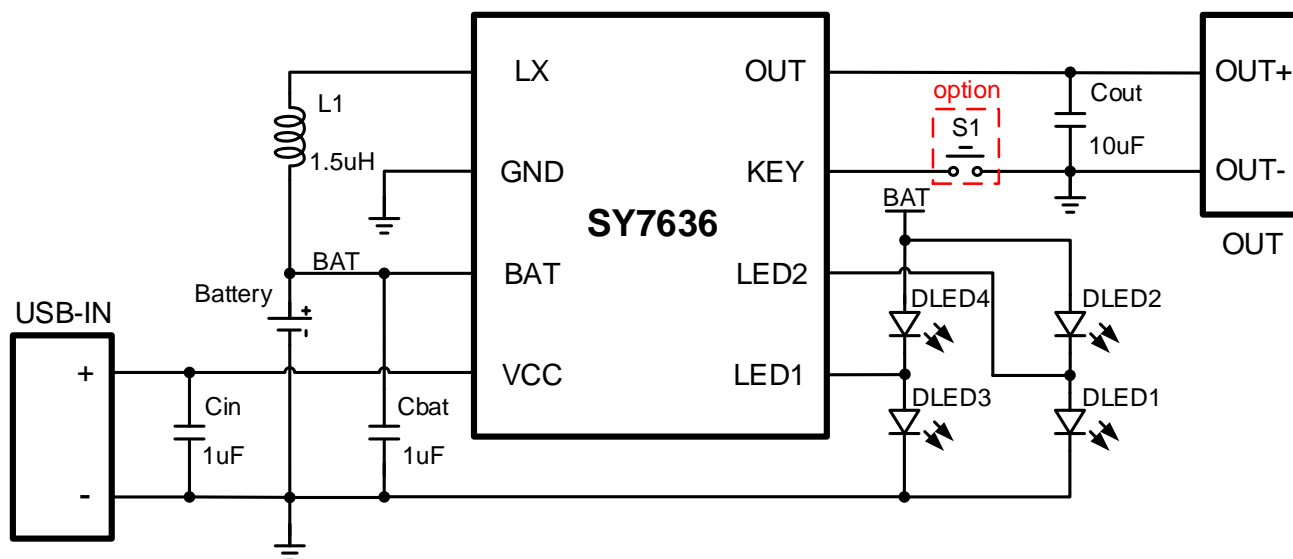 LX
OUT
OUT+
option
L1
Cout
S1
1.5uH
10uF
GND
KEY
OUT-
BAT
SY7636
OUT
BAT
BAT
LED2
Battery
+
-
DLED4
DLED2
USB-IN
+
VCC
LED1
DLED3
DLED1
Cin
Cbat
1uF
1uF
-